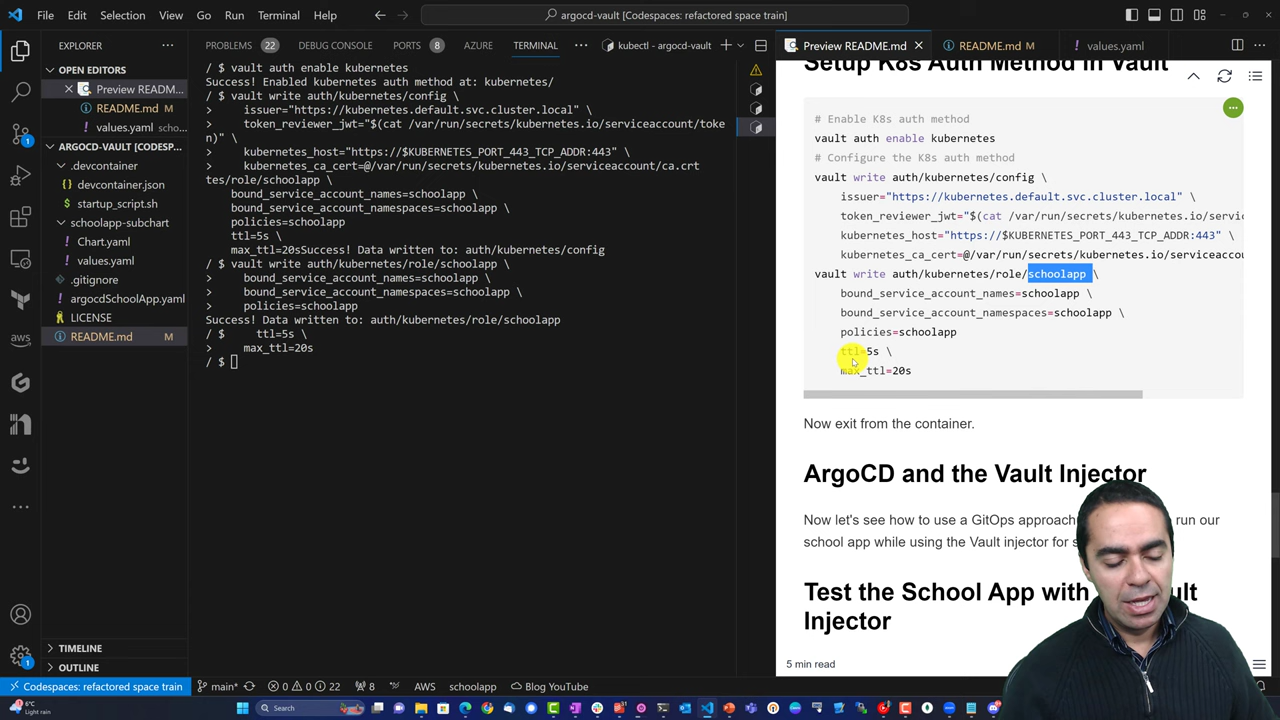 File Edit Selection View Go Run Terminal Help
argocd-vault [Codespaces: refactored space train]
EXPLORER
OPEN EDITORS
Preview READM...
README.md
values.yaml scho...
ARGOCD-VAULT [CODESP...
.devcontainer
devcontainer.json
startup_script.sh
schoolapp-subchart
Chart.yaml
values.yaml
.gitignore
argocdSchoolApp.yaml
LICENSE
README.md
TIMELINE
OUTLINE
PROBLEMS 22 DEBUG CONSOLE PORTS 8 AZURE TERMINAL
kubectl - argocd-vault
/ $ vault auth enable kubernetes
Success! Enabled kubernetes auth method at: kubernetes/
/ $ vault write auth/kubernetes/config \
> issuer="https://kubernetes.default.svc.cluster.local" \
> token_reviewer_jwt="$(cat /var/run/secrets/kubernetes.io/serviceaccount/toke
n)" \
> kubernetes_host="https://$KUBERNETES_PORT_443_TCP_ADDR:443" \
> kubernetes_ca_cert=@/var/run/secrets/kubernetes.io/serviceaccount/ca.crt
tes/role/schoolapp \
bound_service_account_names=schoolapp \
bound_service_account_namespaces=schoolapp \
policies=schoolapp
ttl=5s \
max_ttl=20sSuccess! Data written to: auth/kubernetes/config
/ $ vault write auth/kubernetes/role/schoolapp \
> bound_service_account_names=schoolapp \
> bound_service_account_namespaces=schoolapp \
> policies=schoolapp
Success! Data written to: auth/kubernetes/role/schoolapp
/ $ ttl=5s \
> max_ttl=20s
/ $
Preview README.md README.md values.yaml
Setup K8s Auth Method in Vault
# Enable K8s auth method
vault auth enable kubernetes
# Configure the K8s auth method
vault write auth/kubernetes/config \
issuer="https://kubernetes.default.svc.cluster.local" \
token_reviewer_jwt="$(cat /var/run/secrets/kubernetes.io/servic
kubernetes_host="https://$KUBERNETES_PORT_443_TCP_ADDR:443" \
kubernetes_ca_cert=@/var/run/secrets/kubernetes.io/serviceaccou
vault write auth/kubernetes/role/schoolapp \
bound_service_account_names=schoolapp \
bound_service_account_namespaces=schoolapp \
policies=schoolapp
ttl=5s \
max_ttl=20s
Now exit from the container.
ArgoCD and the Vault Injector
Now let's see how to use a GitOps approach run our
school app while using the Vault injector for
Test the School App with ult
Injector
5 min read
Codespaces: refactored space train main* 0 0 22 8 AWS schoolapp Blog YouTube
6°C
Light rain
Search